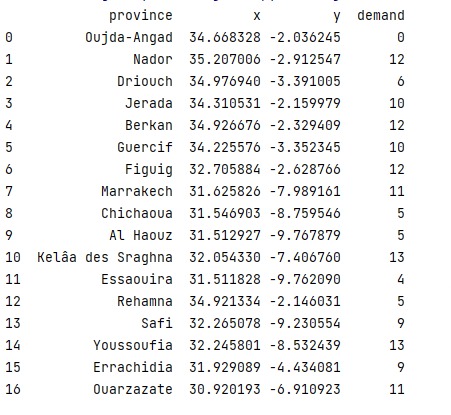 province x y demand
0 Oujda-Angad 34.668328 -2.036245 0
1 Nador 35.207006 -2.912547 12
2 Driouch 34.976940 -3.391005 6
3 Jerada 34.310531 -2.159979 10
4 Berkan 34.926676 -2.329409 12
5 Guercif 34.225576 -3.352345 10
6 Figuig 32.705884 -2.628766 12
7 Marrakech 31.625826 -7.989161 11
8 Chichaoua 31.546903 -8.759546 5
9 Al Haouz 31.512927 -9.767879 5
10 Kelâa des Sraghna 32.054330 -7.406760 13
11 Essaouira 31.511828 -9.762090 4
12 Rehamna 34.921334 -2.146031 5
13 Safi 32.265078 -9.230554 9
14 Youssoufia 32.245801 -8.532439 13
15 Errachidia 31.929089 -4.434081 9
16 Ouarzazate 30.920193 -6.910923 11